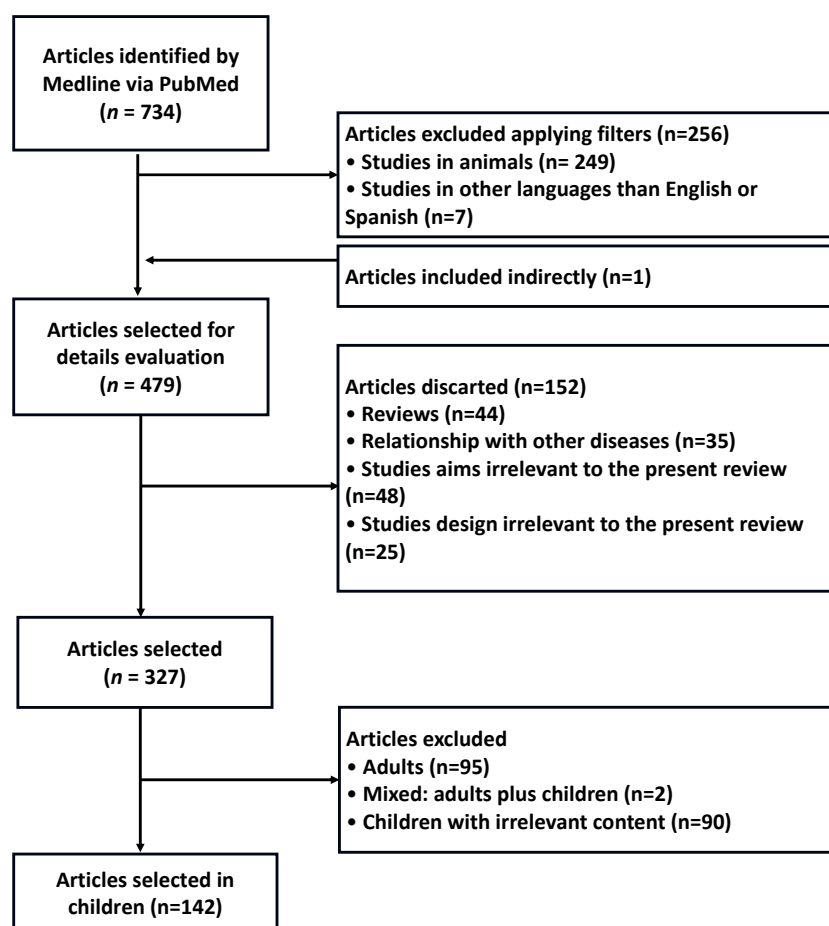 Articles identified by
Medline via PubMed
(n = 734)
Articles excluded applying filters (n=256)
• Studies in animals (n= 249)
• Studies in other languages than English or
Spanish (n=7)
Articles included indirectly (n=1)
Articles selected for
details evaluation
(n = 479)
Articles discarted (n=152)
• Reviews (n=44)
• Relationship with other diseases (n=35)
• Studies aims irrelevant to the present review
(n=48)
• Studies design irrelevant to the present review
(n=25)
Articles selected
(n = 327)
Articles excluded
• Adults (n=95)
• Mixed: adults plus children (n=2)
• Children with irrelevant content (n=90)
Articles selected in
children (n=142)